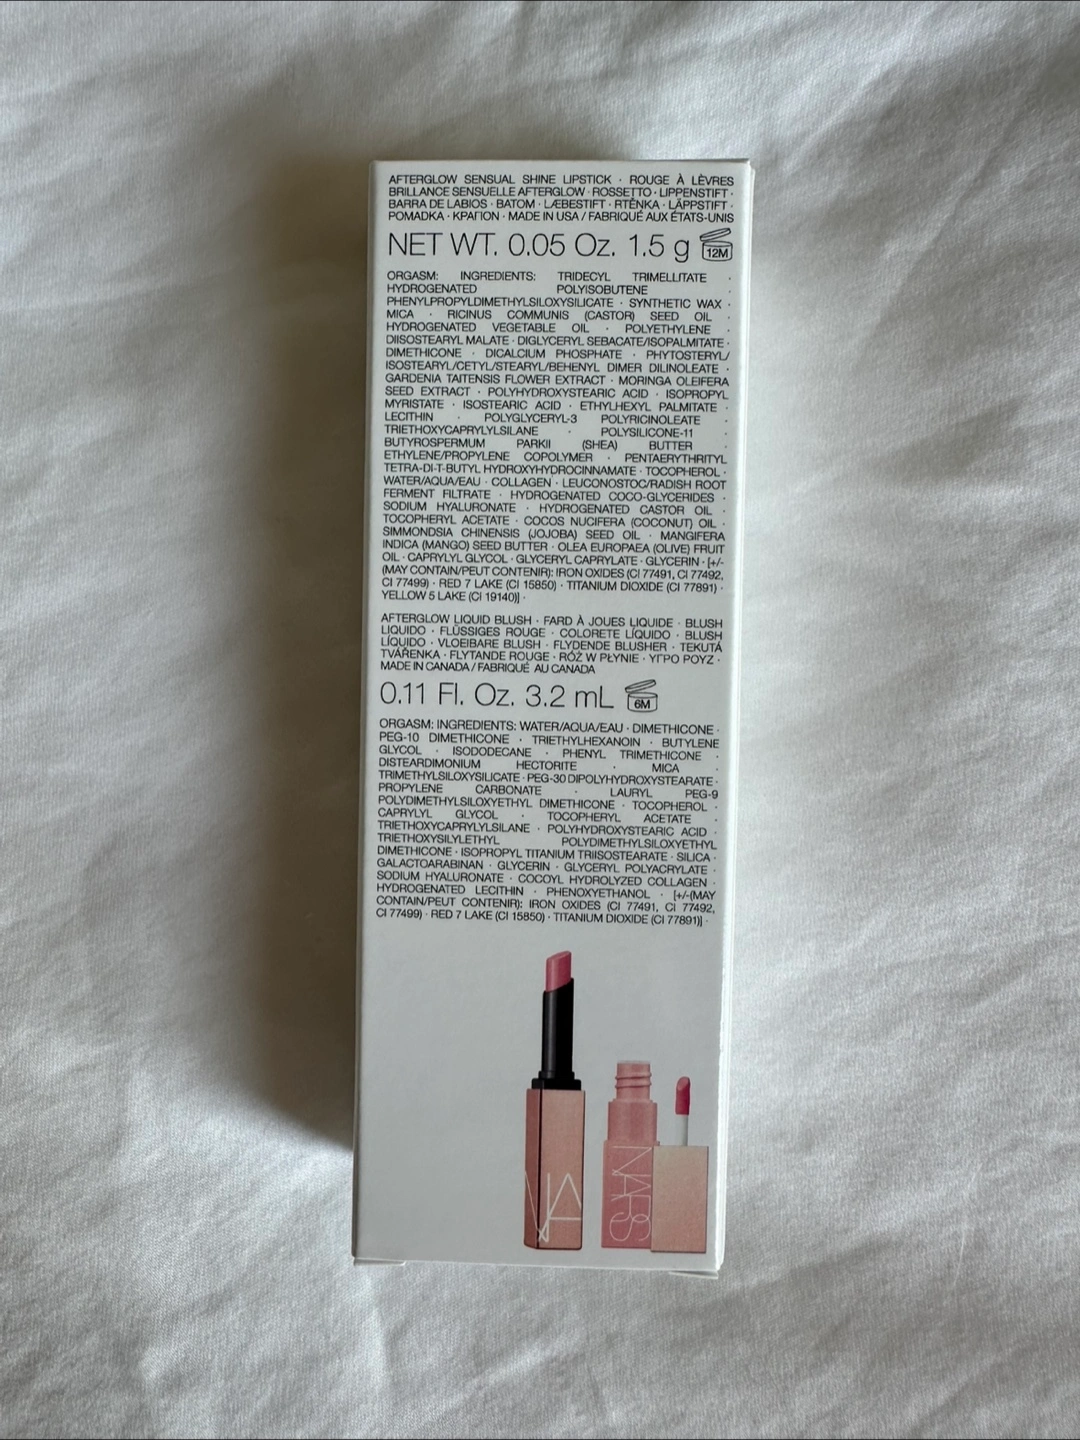 AFTERGLOW SENSUAL SHINE LIPSTICK · ROUGE À LÈVRES
BRILLANCE SENSUELLE AFTERGLOW · ROSSETTO · LIPPENSTIFT ·
BARRA DE LABIOS · BATOM · LÆBESTIFT · RTĚNKA · LÄPPSTIFT ·
POMADKA · ΚΡΑΓΙΟΝ · MADE IN USA / FABRIQUÉ AUX ÉTATS-UNIS
NET WT. 0.05 Oz. 1.5 g 12M
ORGASM: INGREDIENTS: TRIDECYL TRIMELLITATE ·
HYDROGENATED POLYISOBUTENE ·
PHENYLPROPYLDIMETHYLSILOXYSILICATE · SYNTHETIC WAX ·
MICA · RICINUS COMMUNIS (CASTOR) SEED OIL ·
HYDROGENATED VEGETABLE OIL · POLYETHYLENE ·
DIISOSTEARYL MALATE · DIGLYCERYL SEBACATE/ISOPALMITATE ·
DIMETHICONE · DICALCIUM PHOSPHATE · PHYTOSTERYL/
ISOSTEARYL/CETYL/STEARYL/BEHENYL DIMER DILINOLEATE ·
GARDENIA TAITENSIS FLOWER EXTRACT · MORINGA OLEIFERA
SEED EXTRACT · POLYHYDROXYSTEARIC ACID · ISOPROPYL
MYRISTATE · ISOSTEARIC ACID · ETHYLHEXYL PALMITATE ·
LECITHIN · POLYGLYCERYL-3 POLYRICINOLEATE ·
TRIETHOXYCAPRYLYLSILANE · POLYSILICONE-11 ·
BUTYROSPERMUM PARKII (SHEA) BUTTER ·
ETHYLENE/PROPYLENE COPOLYMER · PENTAERYTHRITYL
TETRA-DI-T-BUTYL HYDROXYHYDROCINNAMATE · TOCOPHEROL ·
WATER/AQUA/EAU · COLLAGEN · LEUCONOSTOC/RADISH ROOT
FERMENT FILTRATE · HYDROGENATED COCO-GLYCERIDES ·
SODIUM HYALURONATE · HYDROGENATED CASTOR OIL ·
TOCOPHERYL ACETATE · COCOS NUCIFERA (COCONUT) OIL ·
SIMMONDSIA CHINENSIS (JOJOBA) SEED OIL · MANGIFERA
INDICA (MANGO) SEED BUTTER · OLEA EUROPAEA (OLIVE) FRUIT
OIL · CAPRYLYL GLYCOL · GLYCERYL CAPRYLATE · GLYCERIN · [+/-
(MAY CONTAIN/PEUT CONTENIR): IRON OXIDES (CI 77491, CI 77492,
CI 77499) · RED 7 LAKE (CI 15850) · TITANIUM DIOXIDE (CI 77891) ·
YELLOW 5 LAKE (CI 19140)] ·
AFTERGLOW LIQUID BLUSH · FARD À JOUES LIQUIDE · BLUSH
LIQUIDO · FLÜSSIGES ROUGE · COLORETE LÍQUIDO · BLUSH
LÍQUIDO · VLOEIBARE BLUSH · FLYDENDE BLUSHER · TEKUTÁ
TVÁŘENKA · FLYTANDE ROUGE · RÓŻ W PŁYNIE · ΥΓΡΟ ΡΟΥΖ ·
MADE IN CANADA / FABRIQUÉ AU CANADA
0.11 Fl. Oz. 3.2 mL 6M
ORGASM: INGREDIENTS: WATER/AQUA/EAU · DIMETHICONE ·
PEG-10 DIMETHICONE · TRIETHYLHEXANOIN · BUTYLENE
GLYCOL · ISODODECANE · PHENYL TRIMETHICONE ·
DISTEARDIMONIUM HECTORITE · MICA ·
TRIMETHYLSILOXYSILICATE · PEG-30 DIPOLYHYDROXYSTEARATE ·
PROPYLENE CARBONATE · LAURYL PEG-9
POLYDIMETHYLSILOXYETHYL DIMETHICONE · TOCOPHEROL ·
CAPRYLYL GLYCOL · TOCOPHERYL ACETATE ·
TRIETHOXYCAPRYLYLSILANE · POLYHYDROXYSTEARIC ACID ·
TRIETHOXYSILYLETHYL POLYDIMETHYLSILOXYETHYL
DIMETHICONE · ISOPROPYL TITANIUM TRIISOSTEARATE · SILICA ·
GALACTOARABINAN · GLYCERIN · GLYCERYL POLYACRYLATE ·
SODIUM HYALURONATE · COCOYL HYDROLYZED COLLAGEN ·
HYDROGENATED LECITHIN · PHENOXYETHANOL · [+/-(MAY
CONTAIN/PEUT CONTENIR): IRON OXIDES (CI 77491, CI 77492,
CI 77499) · RED 7 LAKE (CI 15850) · TITANIUM DIOXIDE (CI 77891)] ·
NA
NARS